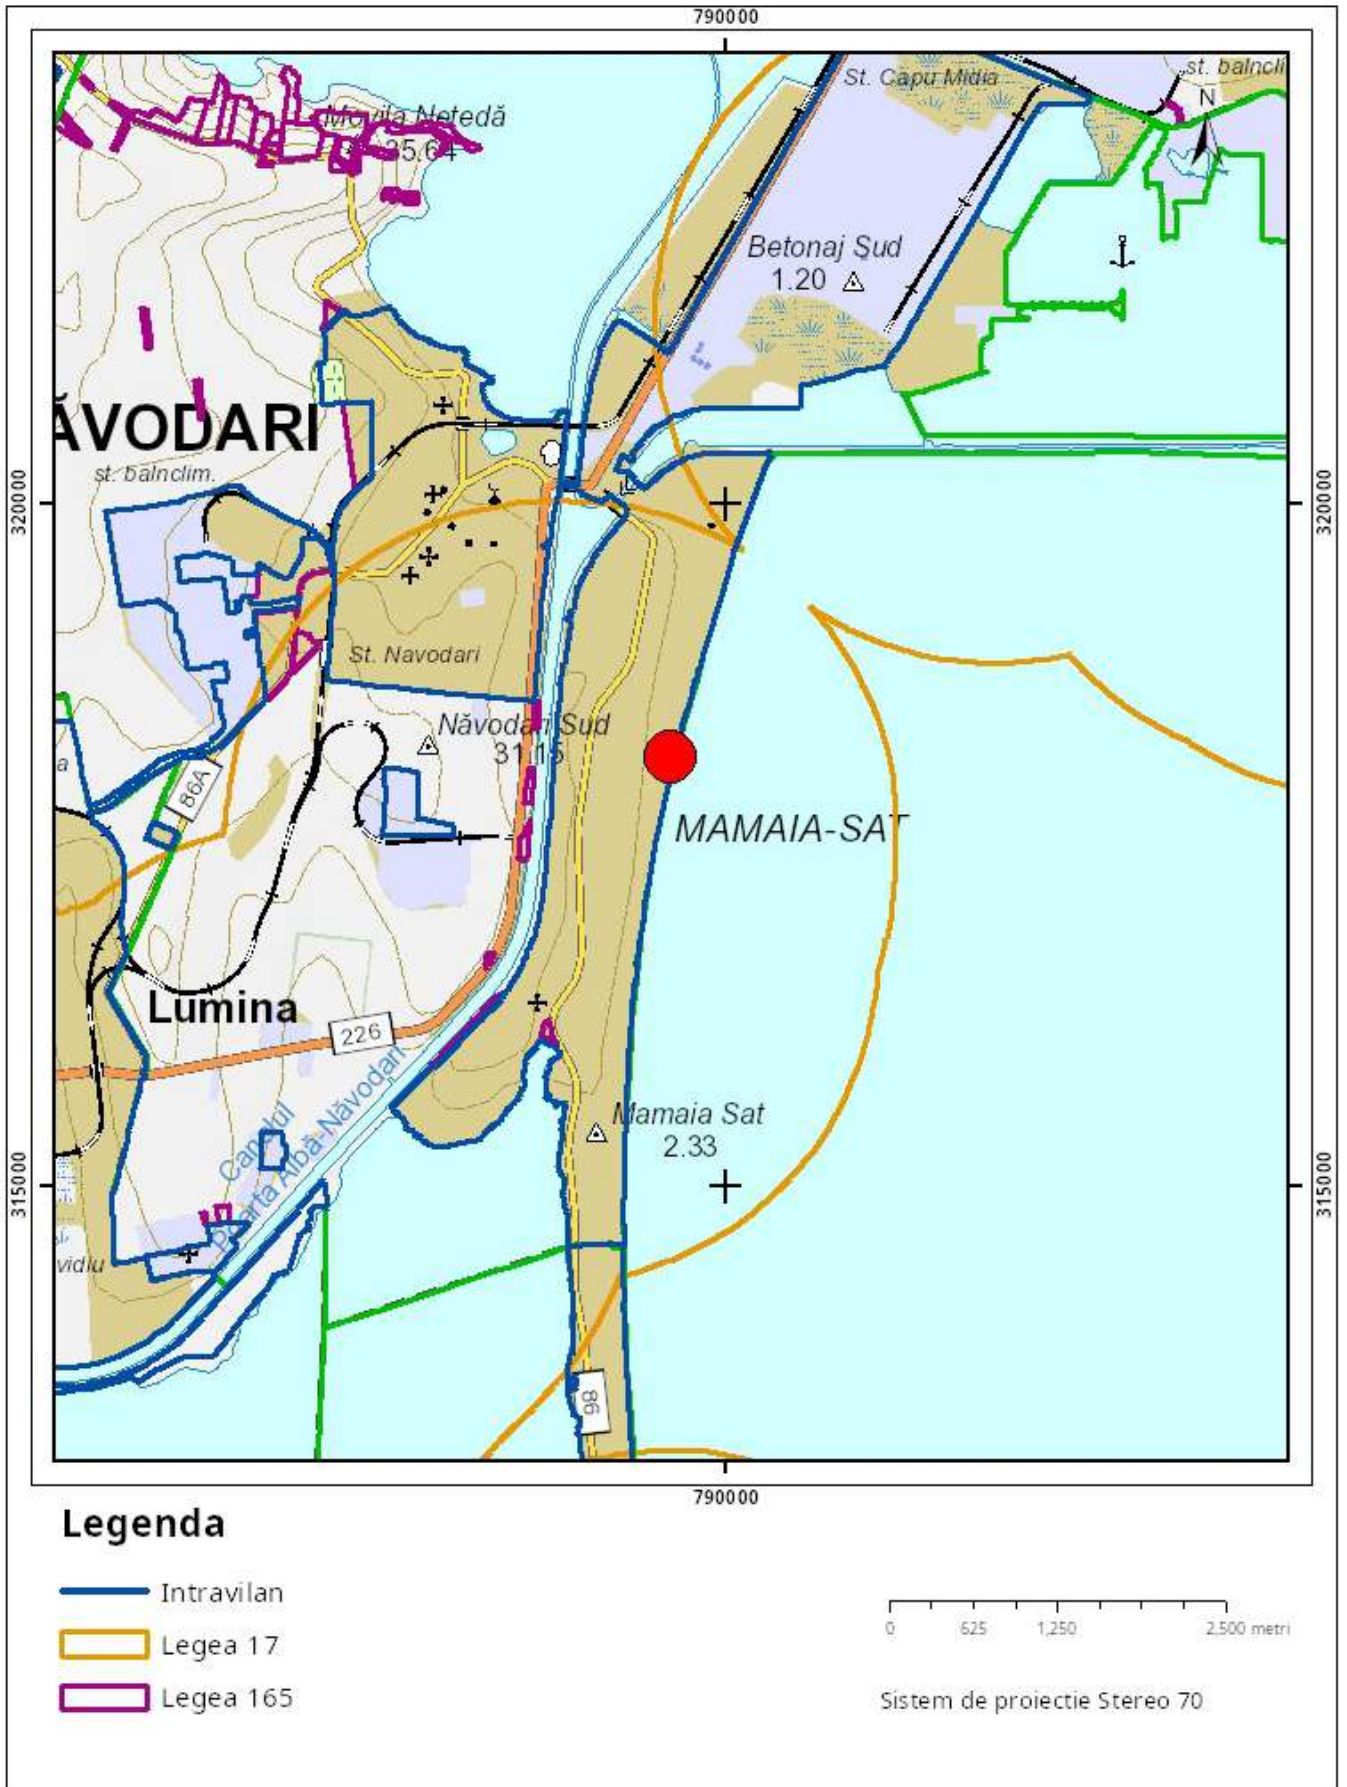 790000
St. Capu Midia
st. balncli
N
Movila Netedă
35.64
Betonaj Sud
1.20
ĂVODARI
st. balnclim.
320000
320000
St. Navodari
Năvodari Sud
31.15
a
86A
MAMAIA-SAT
Lumina
226
Canalul
Poarta Albă-Năvodari
Mamaia Sat
2.33
315000
315000
vidiu
86
790000
Legenda
Intravilan
Legea 17
Legea 165
0 625 1,250 2,500 metri
Sistem de proiectie Stereo 70